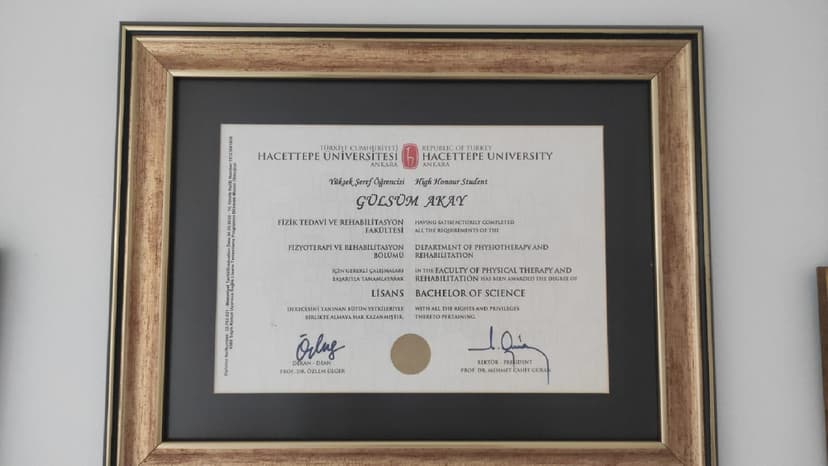 TÜRKİYE CUMHURİYETİ
HACETTEPE ÜNİVERSİTESİ
ANKARA
REPUBLIC OF TURKEY
HACETTEPE UNIVERSITY
ANKARA
Yüksek Şeref Öğrencisi High Honour Student
GÜLSÜM AKAY
FİZİK TEDAVİ VE REHABİLİTASYON
FAKÜLTESİ
HAVING SATISFACTORILY COMPLETED
ALL THE REQUIREMENTS OF THE
FİZYOTERAPİ VE REHABİLİTASYON
BÖLÜMÜ
DEPARTMENT OF PHYSIOTHERAPY AND
REHABILITATION
İÇİN GEREKLİ ÇALIŞMALARI
BAŞARIYLA TAMAMLAYARAK
IN THE FACULTY OF PHYSICAL THERAPY AND
REHABILITATION HAS BEEN AWARDED THE DEGREE OF
LİSANS BACHELOR OF SCIENCE
DERECESİNİ TANINAN BÜTÜN YETKİLERİYLE
BİRLİKTE ALMAYA HAK KAZANMIŞTIR.
WITH ALL THE RIGHTS AND PRIVILEGES
THERETO PERTAINING.
DEKAN - DEAN
PROF. DR. ÖZLEM ÜLGER
REKTÖR - PRESIDENT
PROF. DR. MEHMET CAHİT GÜRAN